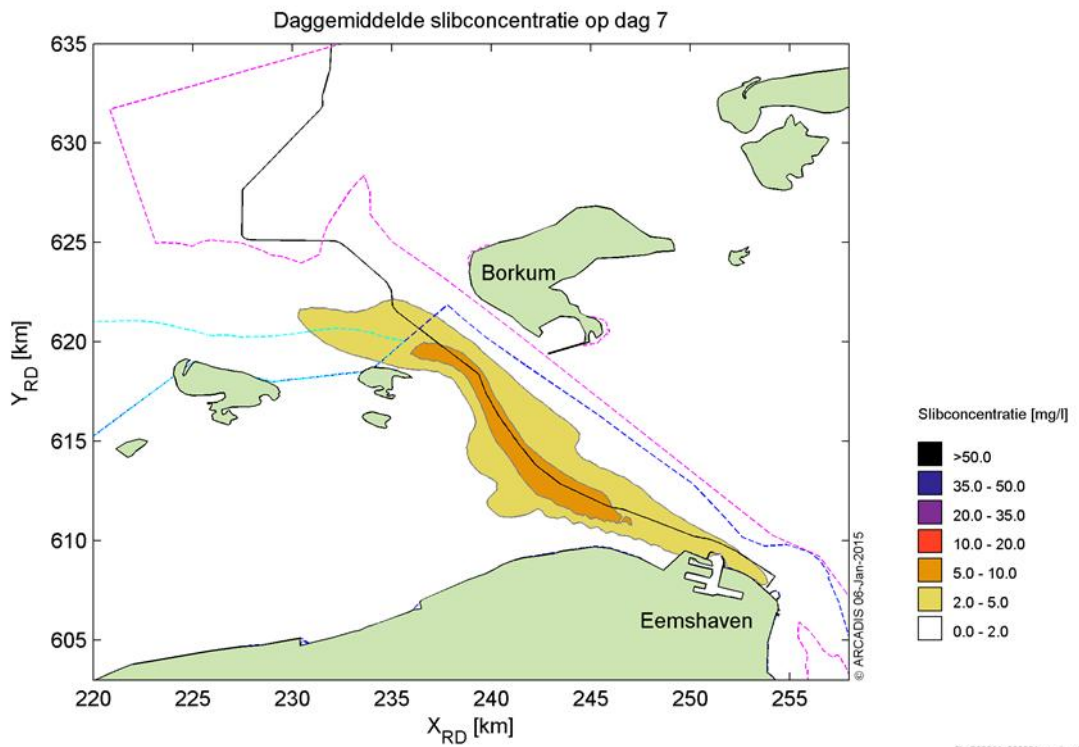 Daggemiddelde slibconcentratie op dag 7
635
630
625
620
615
610
605
Y_RD [km]
Borkum
Eemshaven
© ARCADIS 06-Jan-2015
220 225 230 235 240 245 250 255
X_RD [km]
Slibconcentratie [mg/l]
>50.0
35.0 - 50.0
20.0 - 35.0
10.0 - 20.0
5.0 - 10.0
2.0 - 5.0
0.0 - 2.0